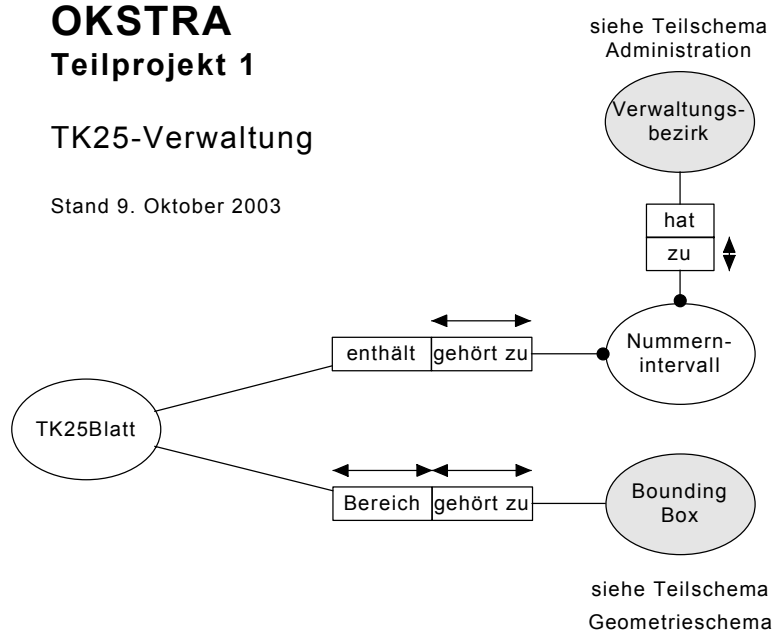 OKSTRA
Teilprojekt 1
TK25-Verwaltung
Stand 9. Oktober 2003
siehe Teilschema
Administration
Verwaltungs-
bezirk
hat
zu
enthält
gehört zu
Nummern-
intervall
TK25Blatt
Bereich
gehört zu
Bounding
Box
siehe Teilschema
Geometrieschema